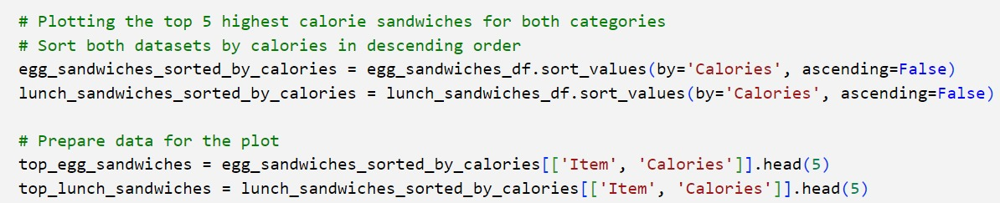 # Plotting the top 5 highest calorie sandwiches for both categories
# Sort both datasets by calories in descending order
egg_sandwiches_sorted_by_calories = egg_sandwiches_df.sort_values(by='Calories', ascending=False)
lunch_sandwiches_sorted_by_calories = lunch_sandwiches_df.sort_values(by='Calories', ascending=False)

# Prepare data for the plot
top_egg_sandwiches = egg_sandwiches_sorted_by_calories[['Item', 'Calories']].head(5)
top_lunch_sandwiches = lunch_sandwiches_sorted_by_calories[['Item', 'Calories']].head(5)